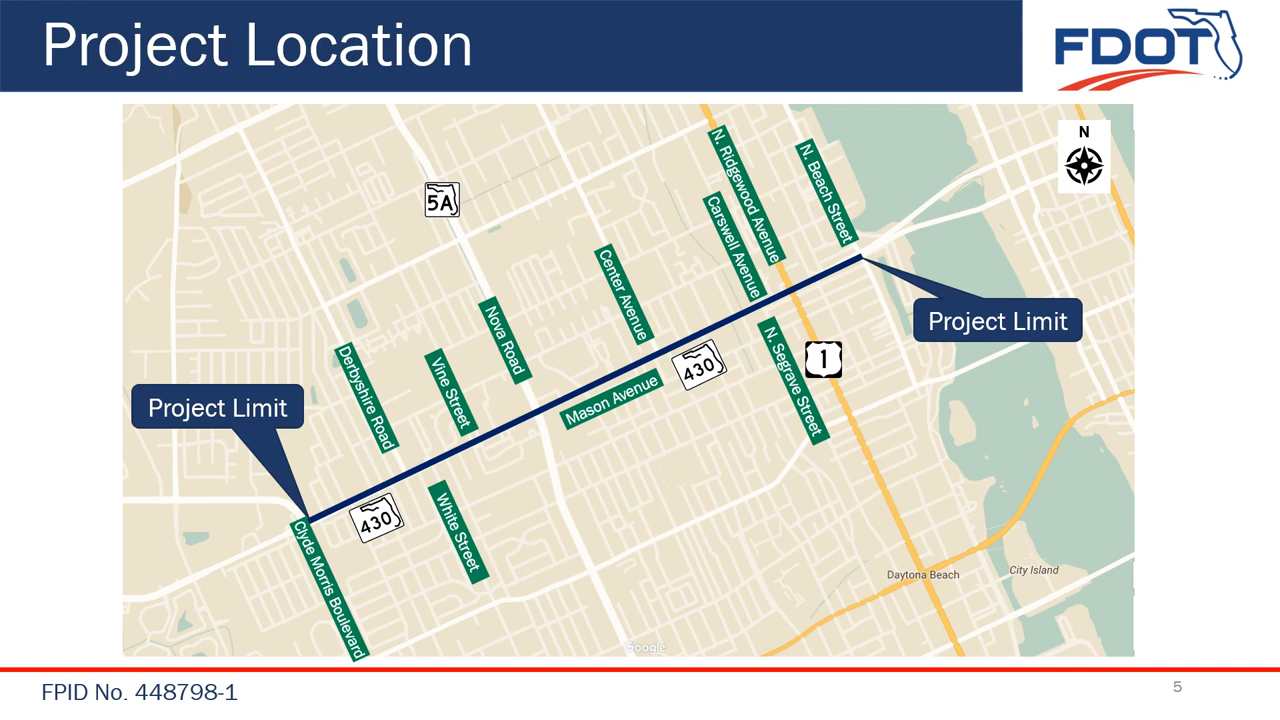 Project Location
FDOT
N
5A
N. Ridgewood Avenue
N. Beach Street
Carswell Avenue
Center Avenue
Nova Road
Project Limit
Derbyshire Road
Vine Street
430
1
N. Segrave Street
Mason Avenue
Project Limit
430
White Street
Clyde Morris Boulevard
Daytona Beach
City Island
Google
FPID No. 448798-1
5